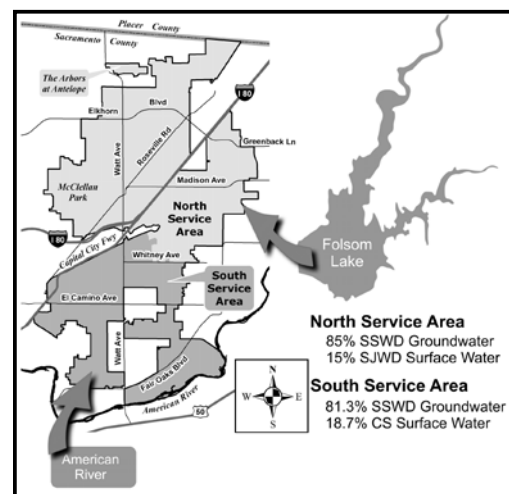 Placer County
Sacramento County
The Arbors
at Antelope
I 80
Elkhorn Blvd
Roseville Rd
Greenback Ln
Watt Ave
Madison Ave
McClellan
Park
North
Service
Area
I 80
Capital City Fwy
Whitney Ave
Folsom
Lake
South
Service
Area
El Camino Ave
Watt Ave
Fair Oaks Blvd
American River
50
N
W E
S
American
River
North Service Area
85% SSWD Groundwater
15% SJWD Surface Water
South Service Area
81.3% SSWD Groundwater
18.7% CS Surface Water